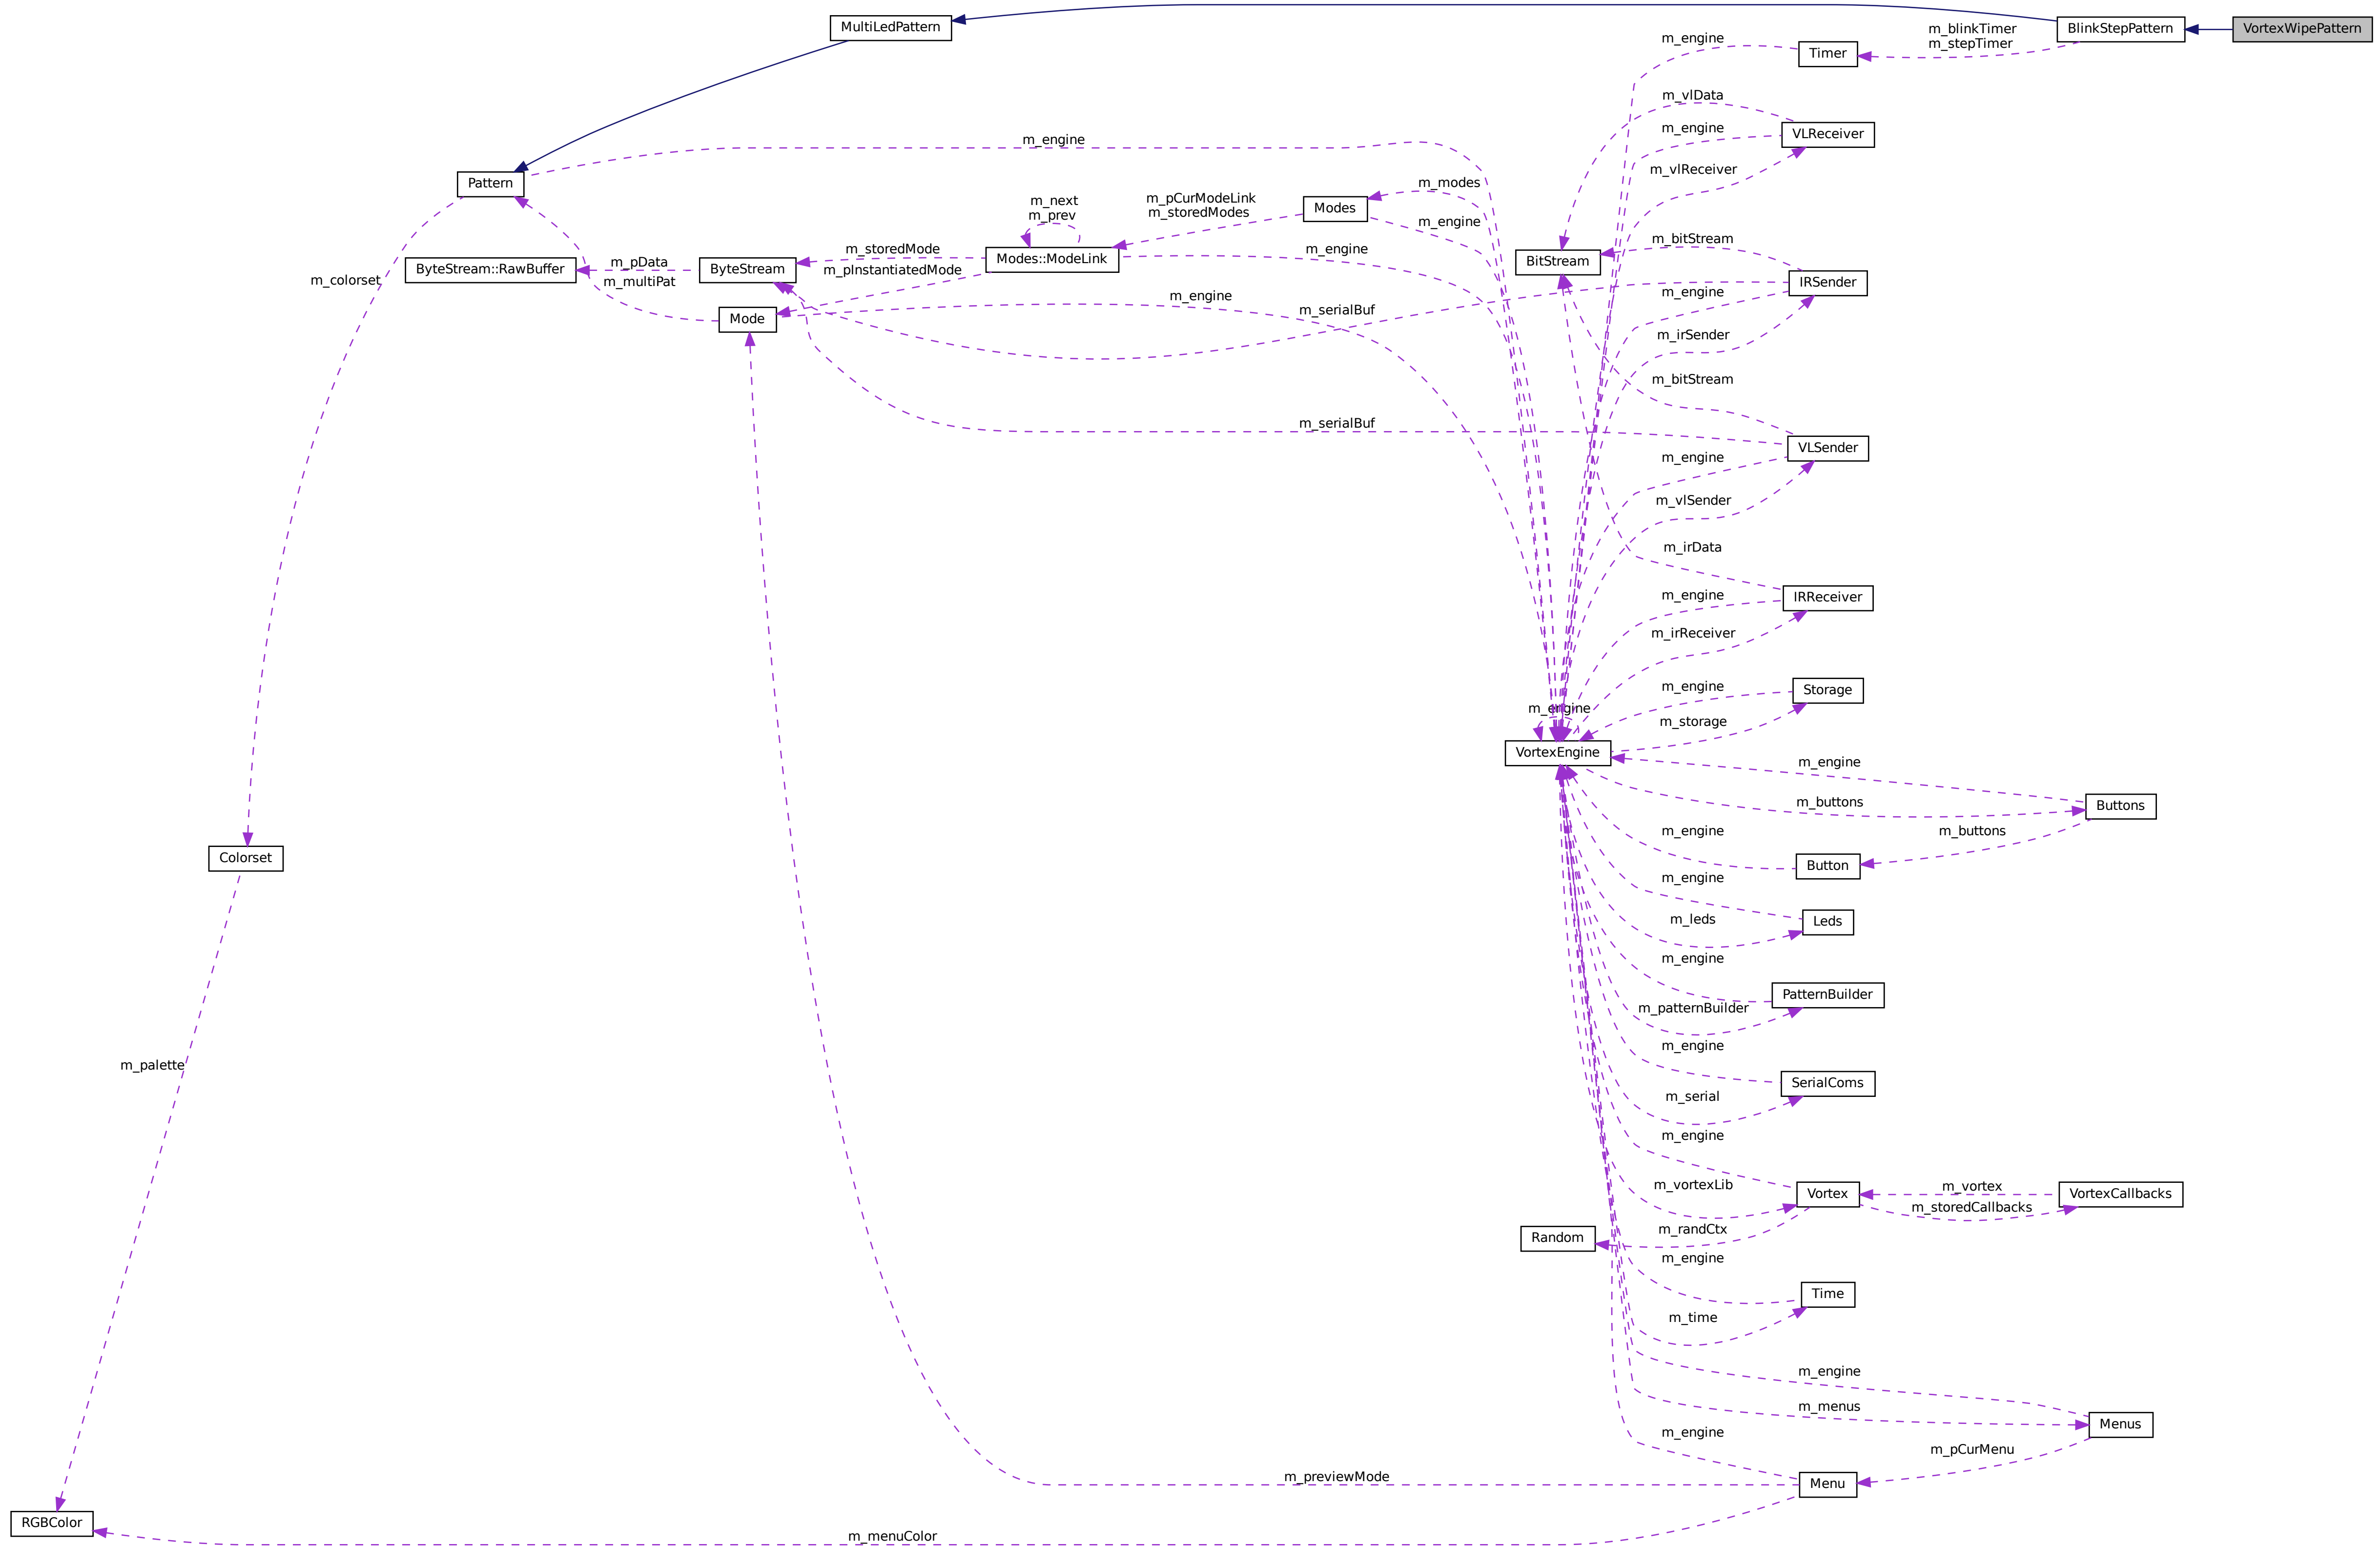 MultiLedPattern
BlinkStepPattern
VortexWipePattern
m_blinkTimer
m_stepTimer
m_engine
Timer
m_vlData
m_engine
VLReceiver
m_engine
m_vlReceiver
Pattern
m_modes
m_next
m_prev
m_pCurModeLink
m_storedModes
Modes
m_engine
m_storedMode
m_engine
m_bitStream
Modes::ModeLink
BitStream
ByteStream::RawBuffer
m_pData
ByteStream
m_pInstantiatedMode
m_colorset
m_multiPat
IRSender
m_engine
m_engine
m_serialBuf
Mode
m_irSender
m_bitStream
m_serialBuf
VLSender
m_engine
m_vlSender
m_irData
m_engine
IRReceiver
m_irReceiver
m_engine
Storage
m_engine
m_storage
VortexEngine
m_engine
m_buttons
Buttons
m_engine
m_buttons
Colorset
Button
m_engine
m_leds
Leds
m_engine
PatternBuilder
m_patternBuilder
m_engine
m_palette
SerialComs
m_serial
m_engine
m_vortexLib
Vortex
m_vortex
VortexCallbacks
m_storedCallbacks
m_randCtx
Random
m_engine
Time
m_time
m_engine
m_menus
Menus
m_engine
m_pCurMenu
m_previewMode
Menu
RGBColor
m_menuColor